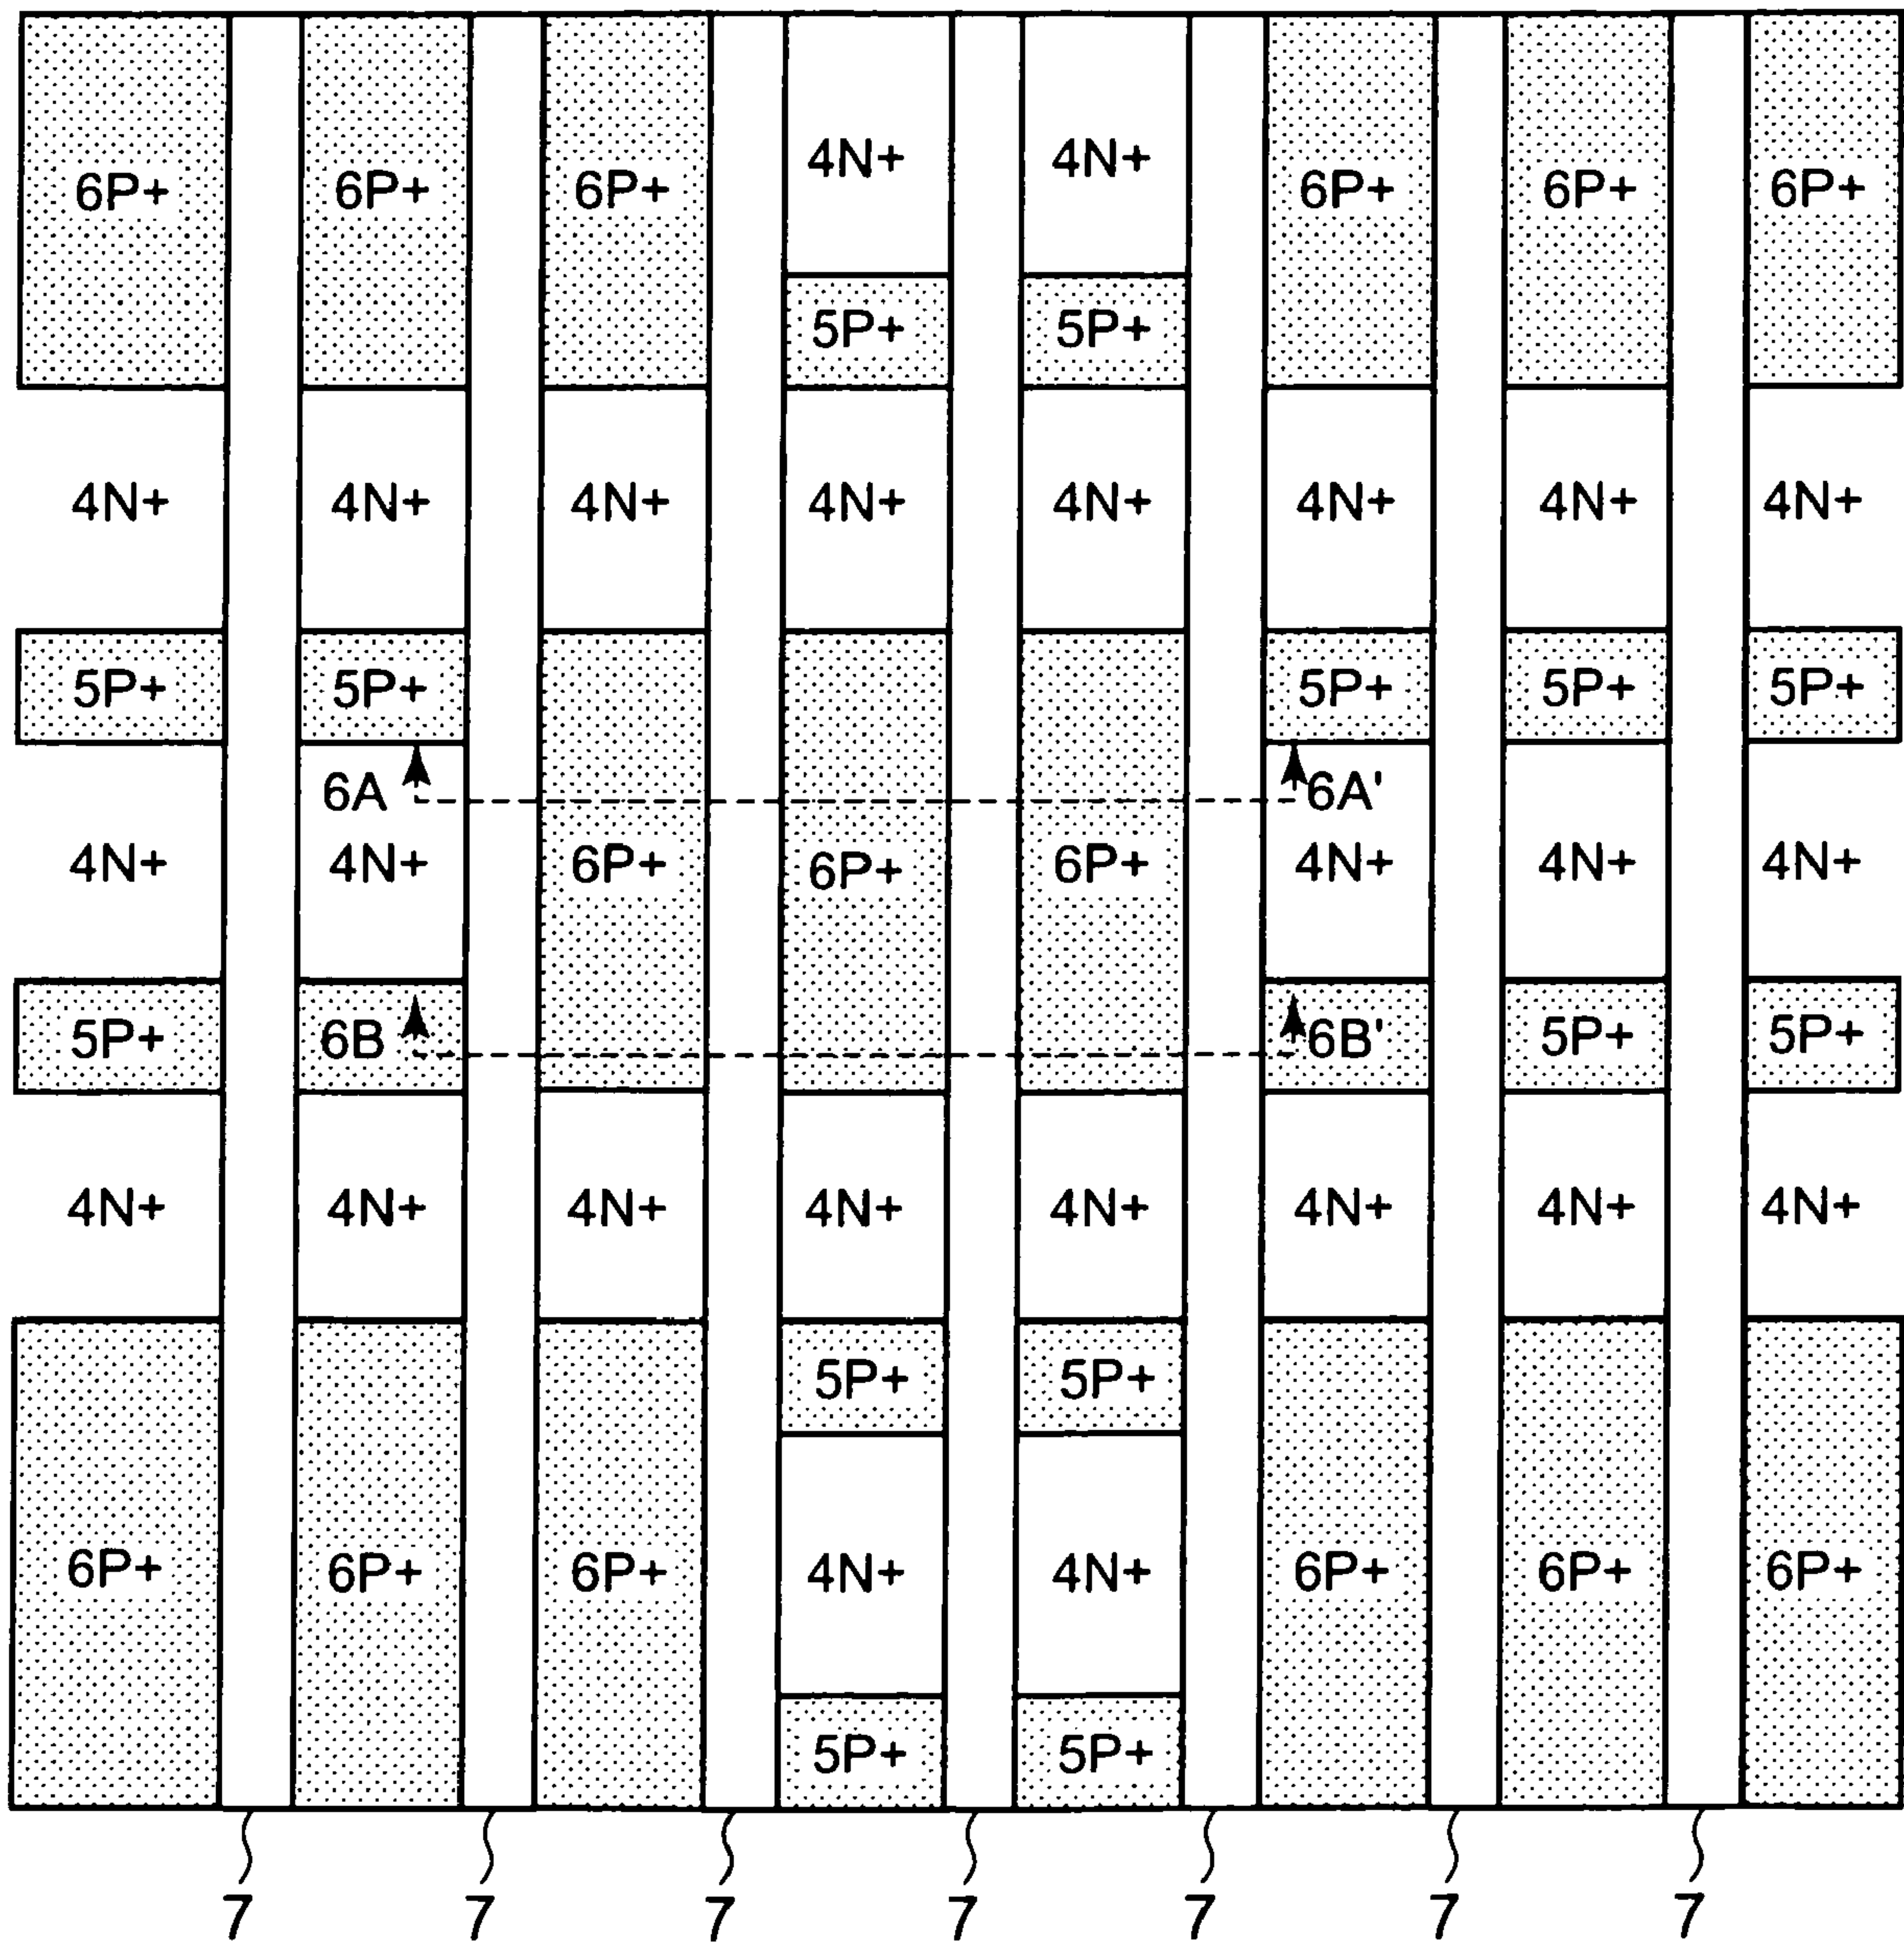 4N+ 4N+
6P+ 6P+ 6P+ 6P+ 6P+ 6P+
5P+ 5P+
4N+ 4N+ 4N+ 4N+ 4N+ 4N+ 4N+ 4N+
5P+ 5P+ 5P+ 5P+ 5P+
6A 6A'
4N+ 4N+ 6P+ 6P+ 6P+ 4N+ 4N+ 4N+
5P+ 6B 6B' 5P+ 5P+
4N+ 4N+ 4N+ 4N+ 4N+ 4N+ 4N+ 4N+
5P+ 5P+
6P+ 6P+ 6P+ 4N+ 4N+ 6P+ 6P+ 6P+
5P+ 5P+
7 7 7 7 7 7 7